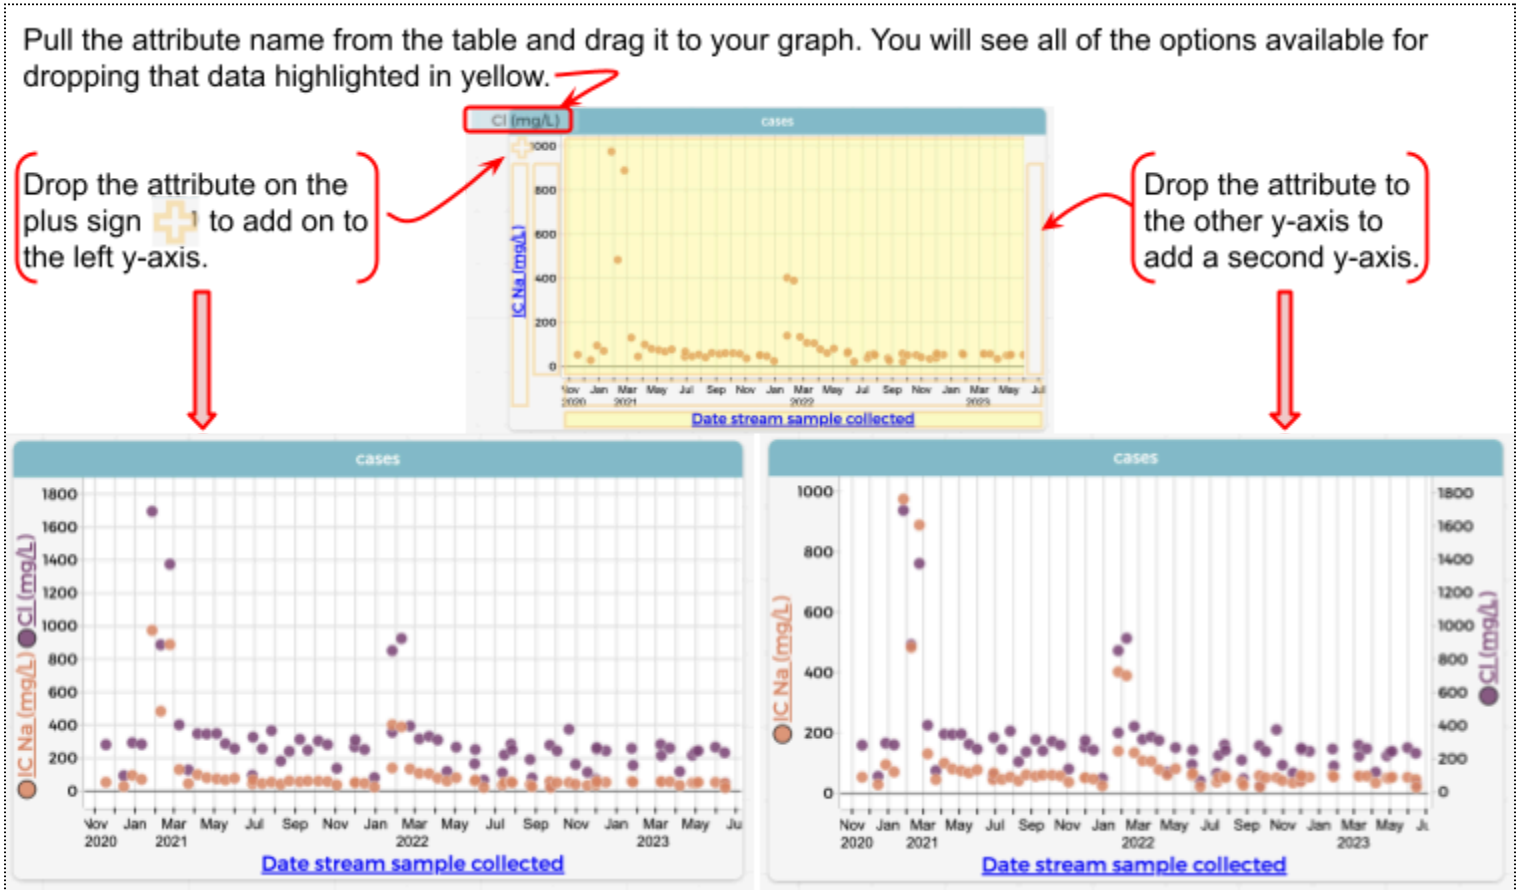 Pull the attribute name from the table and drag it to your graph. You will see all of the options available for
dropping that data highlighted in yellow.
Cl (mg/L)
cases
Drop the attribute on the
plus sign to add on to
the left y-axis.
Drop the attribute to
the other y-axis to
add a second y-axis.
IC Na (mg/L)
1000
800
600
400
200
0
Nov Jan Mar May Jul Sep Nov Jan Mar May Jul Sep Nov Jan Mar May Jul
2020 2021 2022 2023
Date stream sample collected
cases
IC Na (mg/L) Cl (mg/L)
1800
1600
1400
1200
1000
800
600
400
200
0
Nov Jan Mar May Jul Sep Nov Jan Mar May Jul Sep Nov Jan Mar May Ju
2020 2021 2022 2023
Date stream sample collected
cases
IC Na (mg/L)
1000
800
600
400
200
0
1800
1600
1400
1200
1000
800
600
400
200
0
Cl (mg/L)
Nov Jan Mar May Jul Sep Nov Jan Mar May Jul Sep Nov Jan Mar May Ju
2020 2021 2022 2023
Date stream sample collected